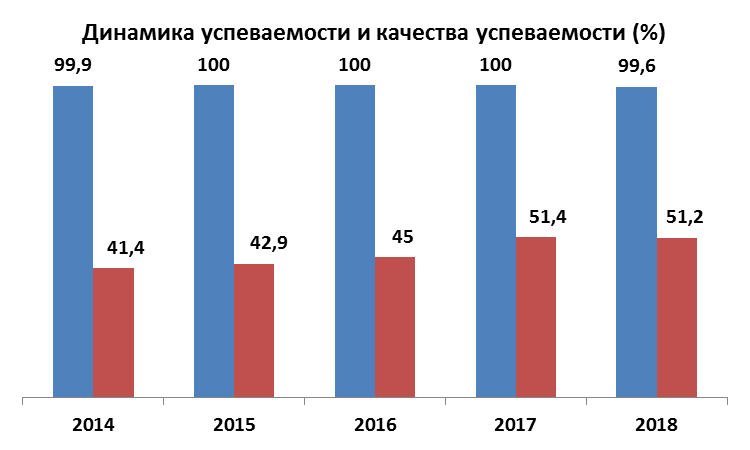 Динамика успеваемости и качества успеваемости (%)
99,9 100 100 100 99,6
41,4 42,9 45 51,4 51,2
2014 2015 2016 2017 2018